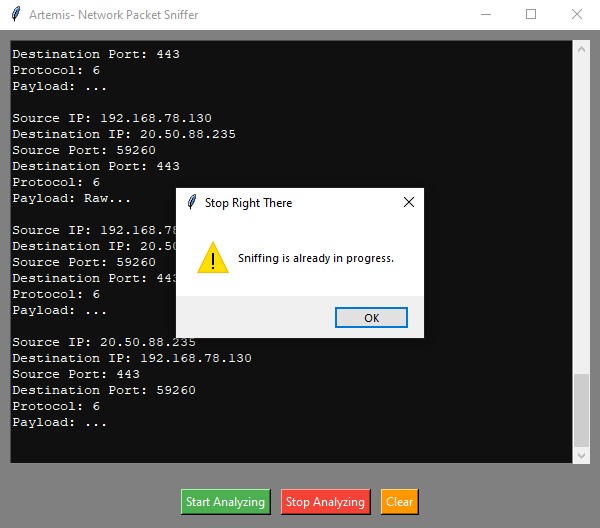 Artemis- Network Packet Sniffer
Destination Port: 443
Protocol: 6
Payload: ...
Source IP: 192.168.78.130
Destination IP: 20.50.88.235
Source Port: 59260
Destination Port: 443
Protocol: 6
Payload: Raw...
Source IP: 192.168.78
Destination IP: 20.50
Source Port: 59260
Destination Port: 443
Protocol: 6
Payload: ...
Source IP: 20.50.88.235
Destination IP: 192.168.78.130
Source Port: 443
Destination Port: 59260
Protocol: 6
Payload: ...
Stop Right There
Sniffing is already in progress.
OK
Start Analyzing
Stop Analyzing
Clear